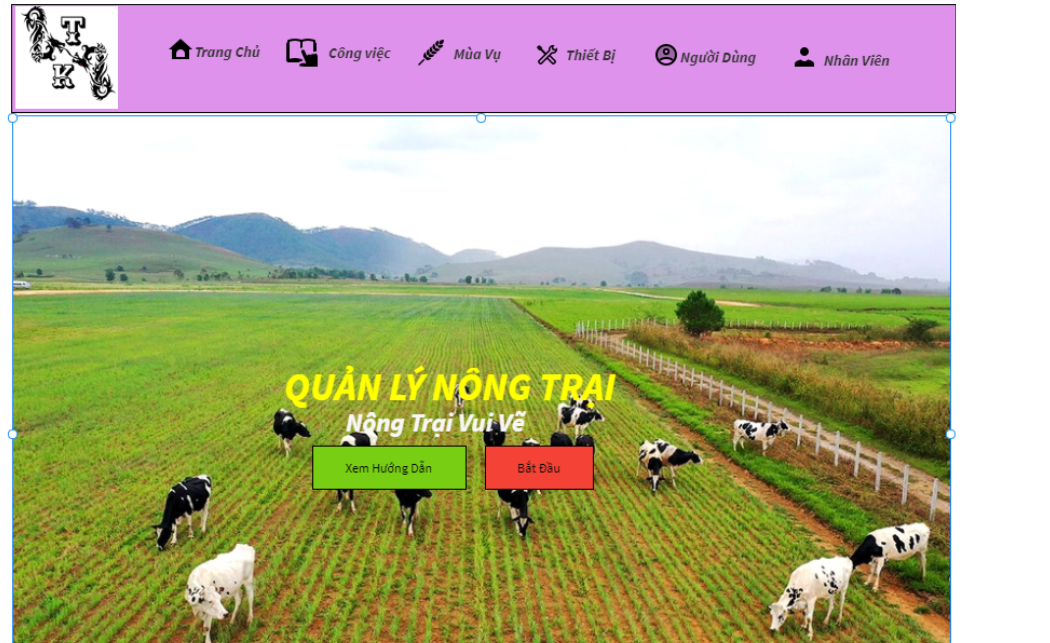 T
K
Trang Chủ
Công việc
Mùa Vụ
Thiết Bị
Người Dùng
Nhân Viên
QUẢN LÝ NÔNG TRẠI
Nông Trại Vui Vẽ
Xem Hướng Dẫn
Bắt Đầu